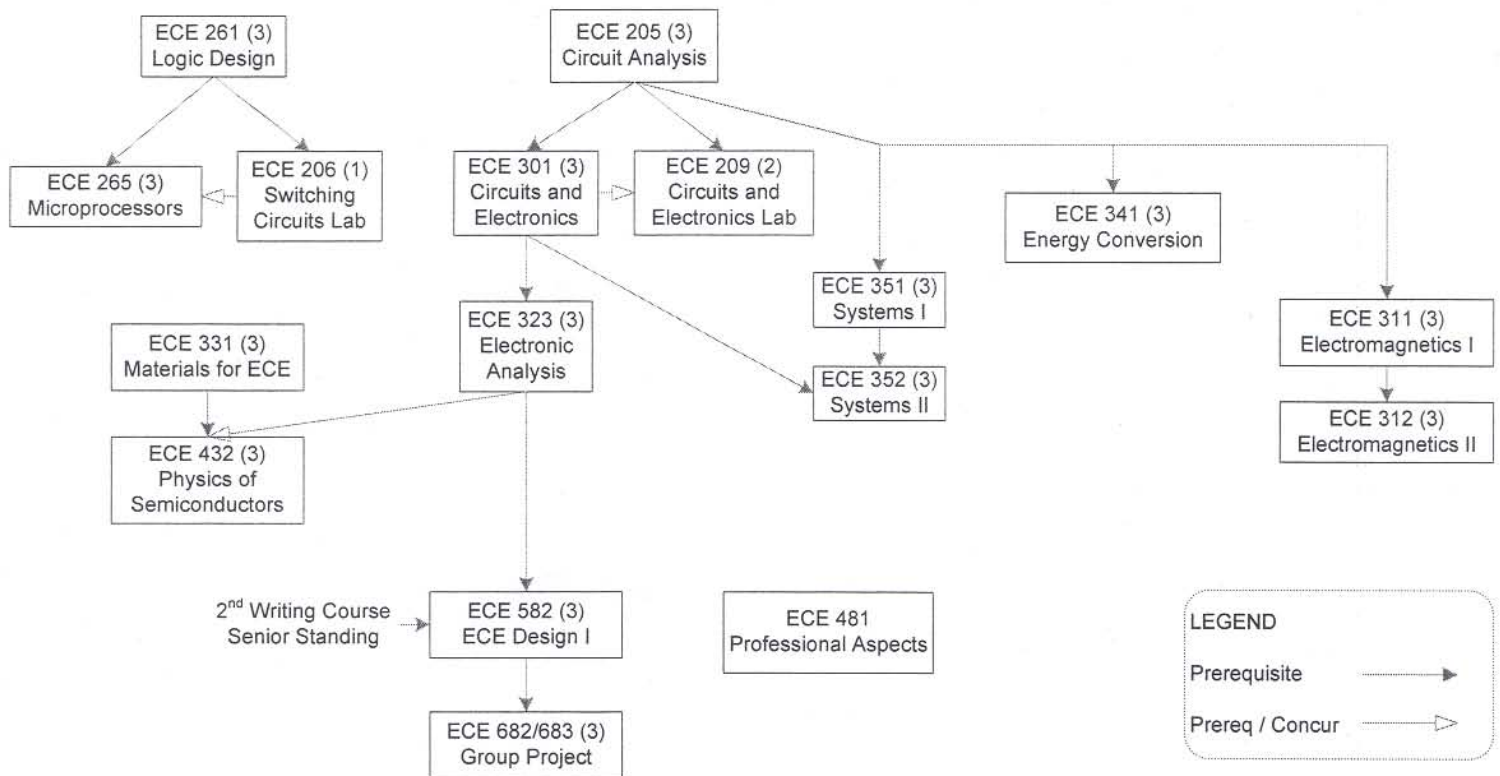 ECE 261 (3)
Logic Design
ECE 205 (3)
Circuit Analysis
ECE 265 (3)
Microprocessors
ECE 206 (1)
Switching
Circuits Lab
ECE 301 (3)
Circuits and
Electronics
ECE 209 (2)
Circuits and
Electronics Lab
ECE 341 (3)
Energy Conversion
ECE 351 (3)
Systems I
ECE 311 (3)
Electromagnetics I
ECE 323 (3)
Electronic
Analysis
ECE 331 (3)
Materials for ECE
ECE 352 (3)
Systems II
ECE 312 (3)
Electromagnetics II
ECE 432 (3)
Physics of
Semiconductors
2nd Writing Course
Senior Standing
ECE 582 (3)
ECE Design I
ECE 481
Professional Aspects
ECE 682/683 (3)
Group Project
LEGEND
Prerequisite
Prereq / Concur